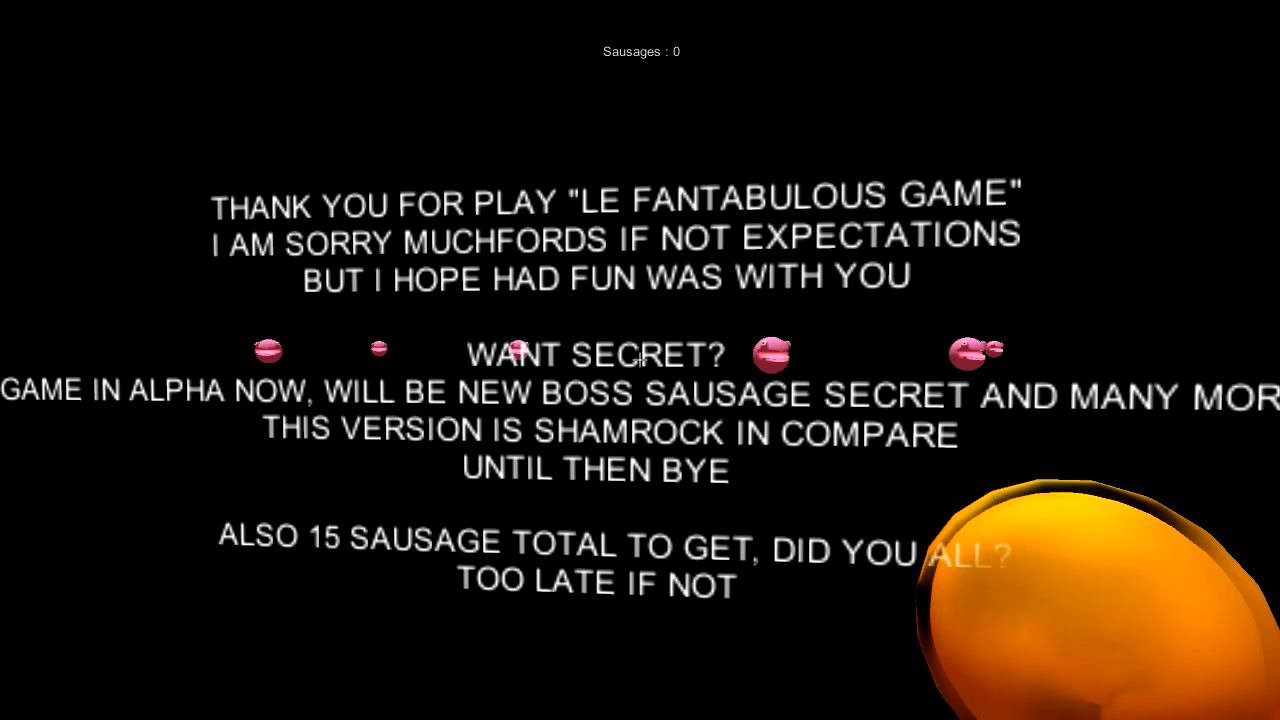 Sausages : 0
THANK YOU FOR PLAY "LE FANTABULOUS GAME"
I AM SORRY MUCHFORDS IF NOT EXPECTATIONS
BUT I HOPE HAD FUN WAS WITH YOU
WANT SECRET?
GAME IN ALPHA NOW, WILL BE NEW BOSS SAUSAGE SECRET AND MANY MOR
THIS VERSION IS SHAMROCK IN COMPARE
UNTIL THEN BYE
ALSO 15 SAUSAGE TOTAL TO GET, DID YOU ALL?
TOO LATE IF NOT